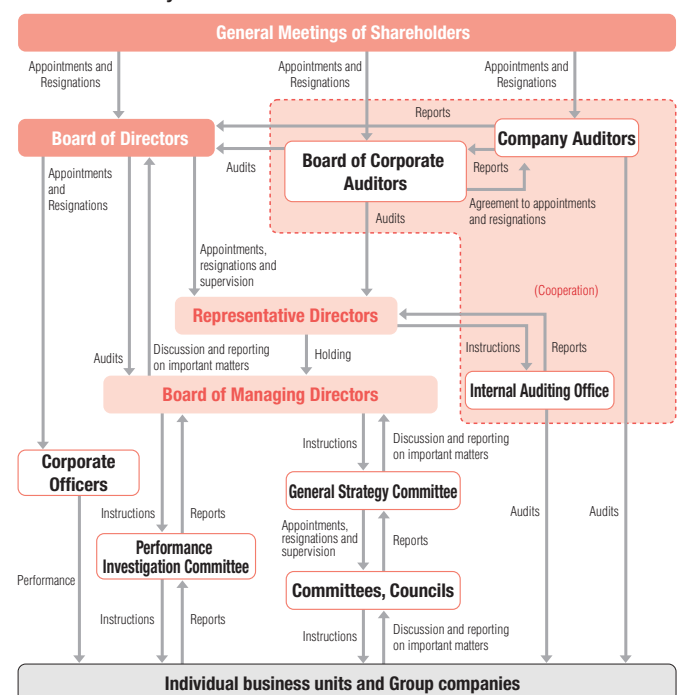 General Meetings of Shareholders
Appointments and
Resignations
Appointments and
Resignations
Appointments and
Resignations
Reports
Board of Directors
Company Auditors
Board of Corporate
Auditors
Audits
Reports
Appointments
and
Resignations
Agreement to appointments
and resignations
Audits
Appointments,
resignations and
supervision
(Cooperation)
Representative Directors
Audits
Discussion and reporting
on important matters
Holding
Instructions
Reports
Board of Managing Directors
Internal Auditing Office
Instructions
Discussion and reporting
on important matters
Corporate
Officers
General Strategy Committee
Instructions
Reports
Audits
Audits
Appointments,
resignations and
supervision
Reports
Performance
Investigation Committee
Performance
Committees, Councils
Instructions
Reports
Instructions
Discussion and reporting
on important matters
Individual business units and Group companies